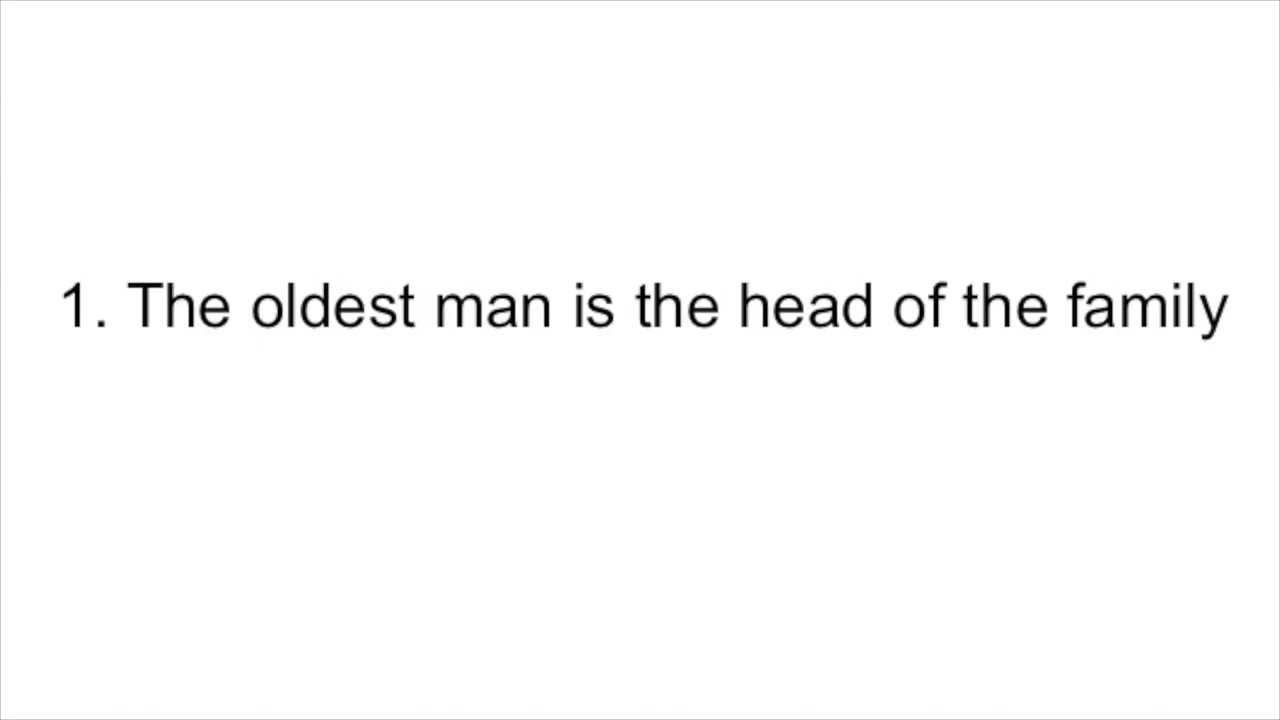 1. The oldest man is the head of the family